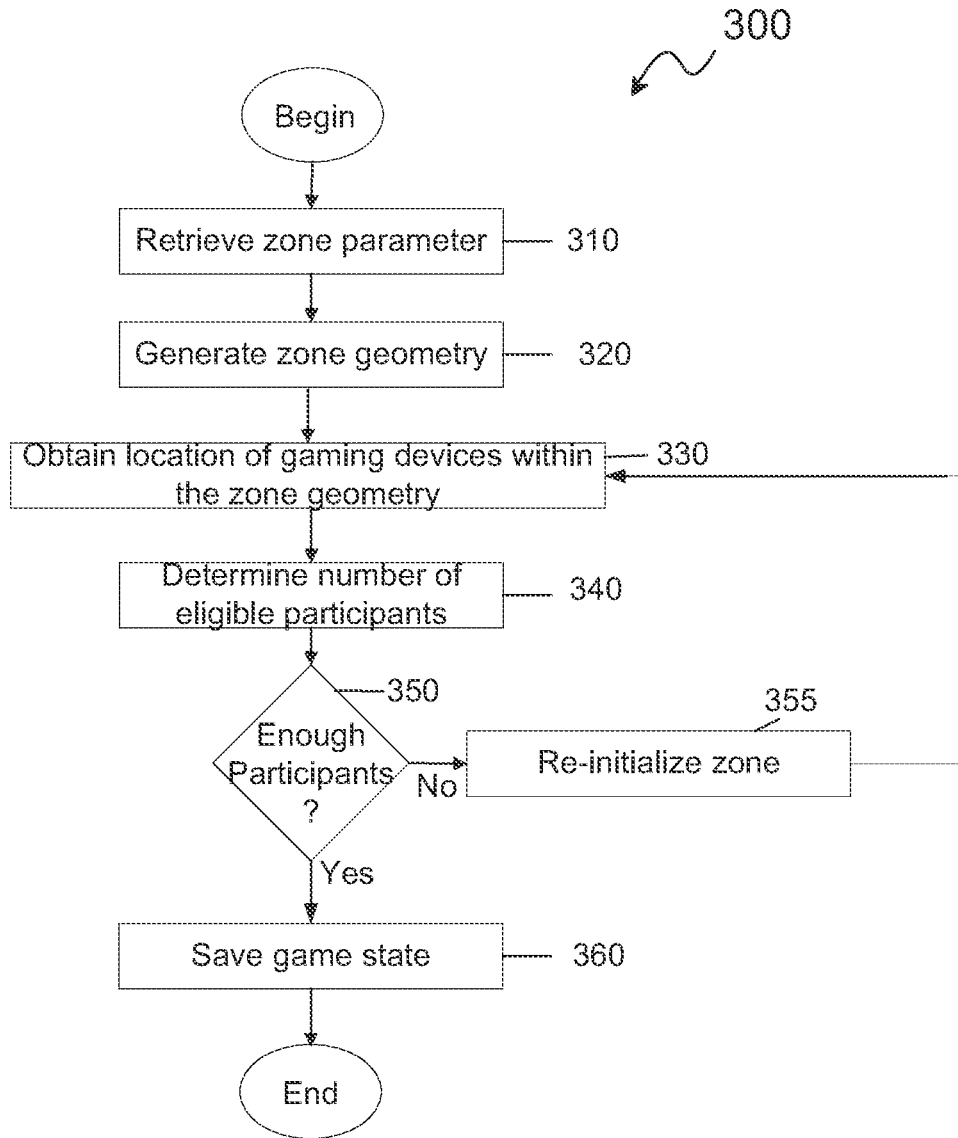 300
Begin
Retrieve zone parameter
310
Generate zone geometry
320
Obtain location of gaming devices within
the zone geometry
330
Determine number of
eligible participants
340
350
Enough
Participants
?
No
355
Re-initialize zone
Yes
Save game state
360
End